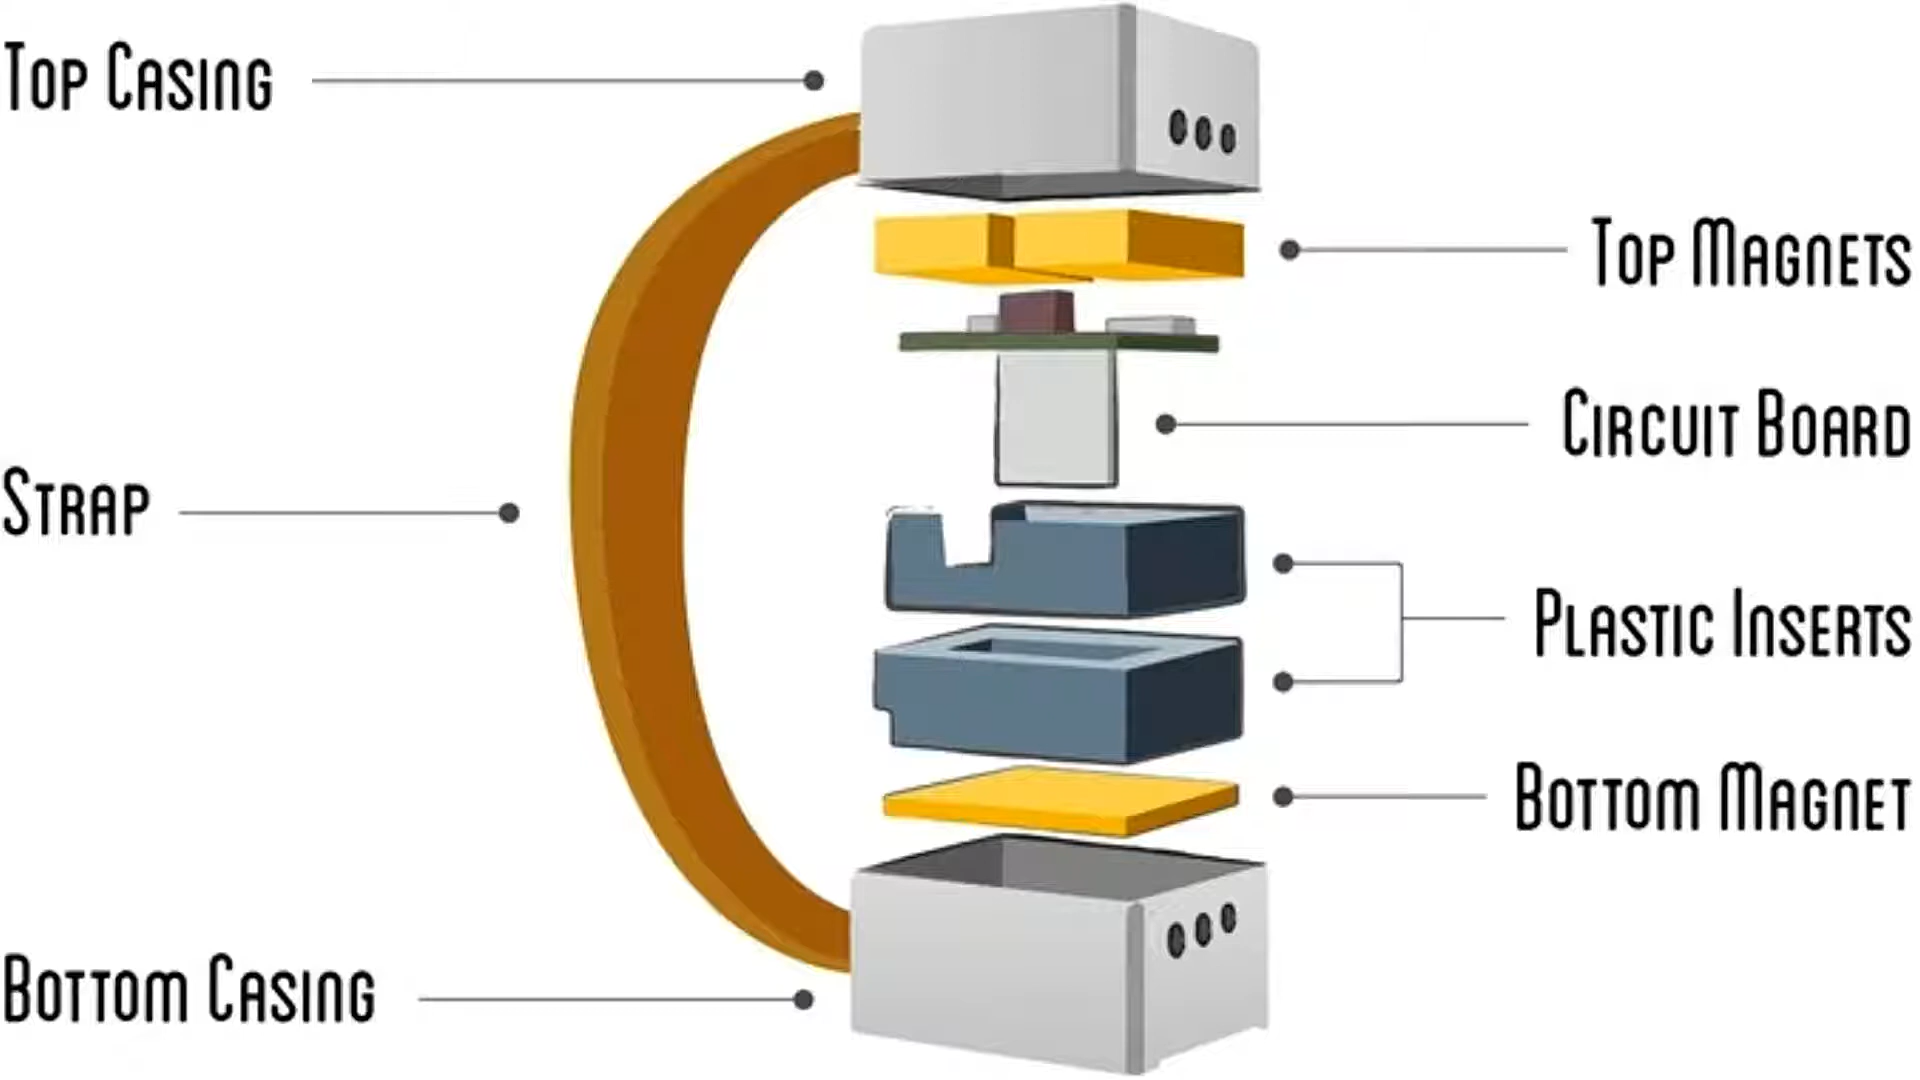 Top Casing
Top Magnets
Circuit Board
Strap
Plastic Inserts
Bottom Magnet
Bottom Casing